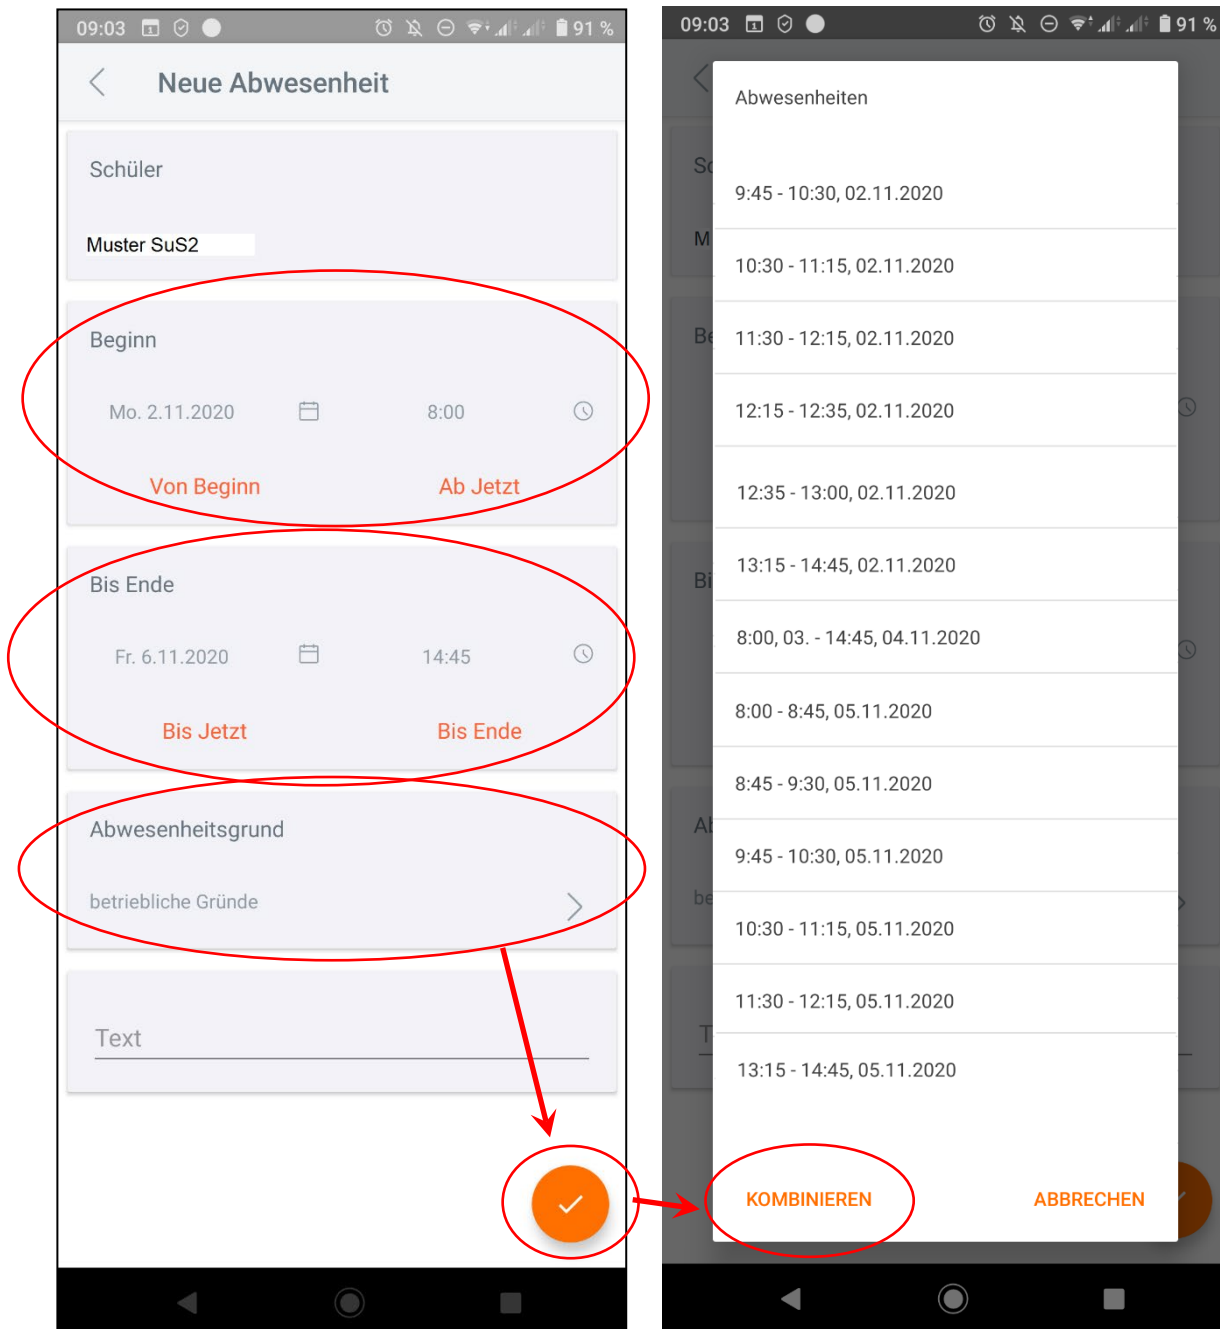 09:03 91 %
Neue Abwesenheit
Schüler
Muster SuS2
Beginn
Mo. 2.11.2020 8:00
Von Beginn Ab Jetzt
Bis Ende
Fr. 6.11.2020 14:45
Bis Jetzt Bis Ende
Abwesenheitsgrund
betriebliche Gründe
Text
09:03 91 %
Abwesenheiten
9:45 - 10:30, 02.11.2020
10:30 - 11:15, 02.11.2020
11:30 - 12:15, 02.11.2020
12:15 - 12:35, 02.11.2020
12:35 - 13:00, 02.11.2020
13:15 - 14:45, 02.11.2020
8:00, 03. - 14:45, 04.11.2020
8:00 - 8:45, 05.11.2020
8:45 - 9:30, 05.11.2020
9:45 - 10:30, 05.11.2020
10:30 - 11:15, 05.11.2020
11:30 - 12:15, 05.11.2020
13:15 - 14:45, 05.11.2020
KOMBINIEREN ABBRECHEN